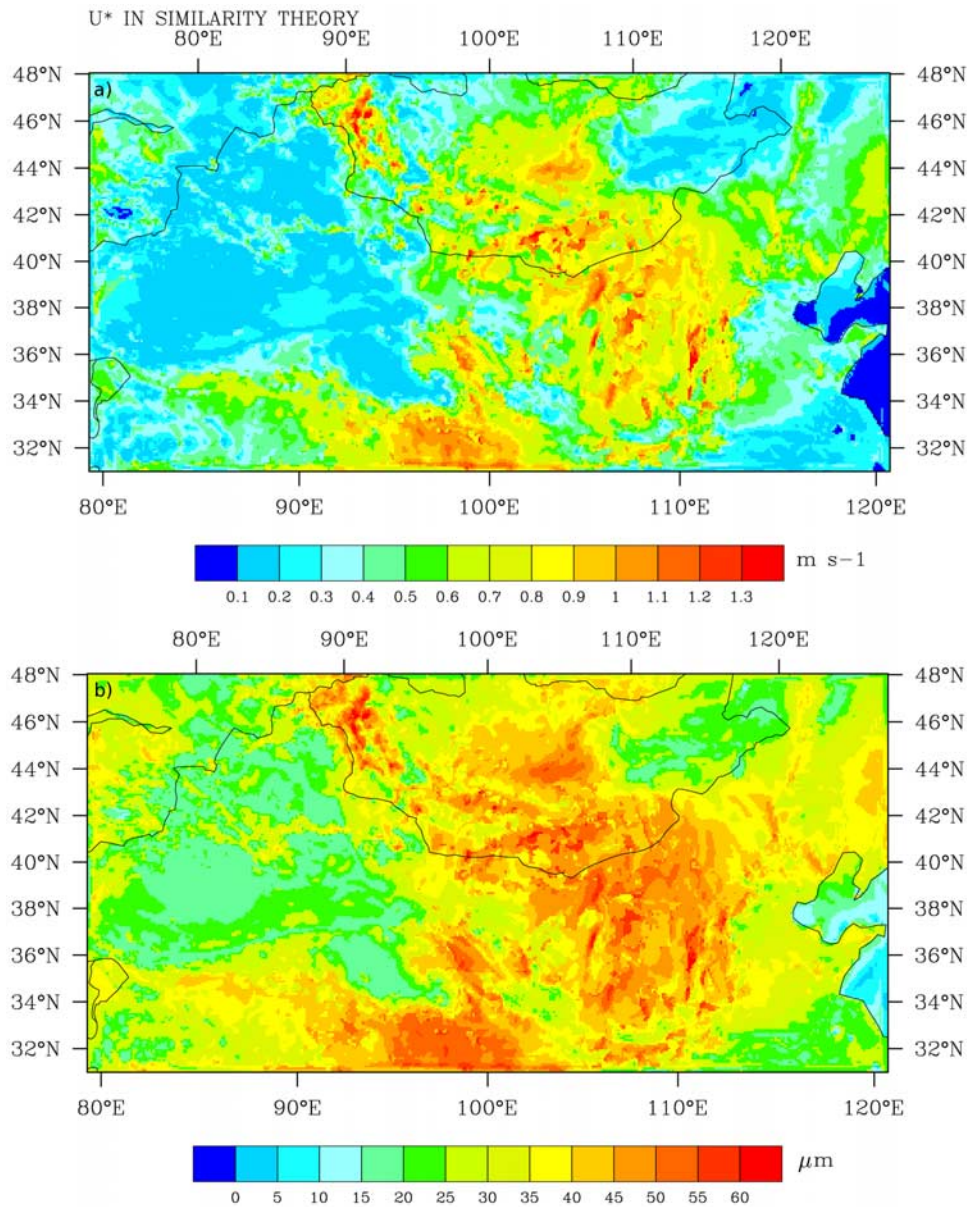 U* IN SIMILARITY THEORY
80°E 90°E 100°E 110°E 120°E
a)
48°N 48°N
46°N 46°N
44°N 44°N
42°N 42°N
40°N 40°N
38°N 38°N
36°N 36°N
34°N 34°N
32°N 32°N
80°E 90°E 100°E 110°E 120°E
m s−1
0.1 0.2 0.3 0.4 0.5 0.6 0.7 0.8 0.9 1 1.1 1.2 1.3
80°E 90°E 100°E 110°E 120°E
b)
48°N 48°N
46°N 46°N
44°N 44°N
42°N 42°N
40°N 40°N
38°N 38°N
36°N 36°N
34°N 34°N
32°N 32°N
80°E 90°E 100°E 110°E 120°E
μm
0 5 10 15 20 25 30 35 40 45 50 55 60